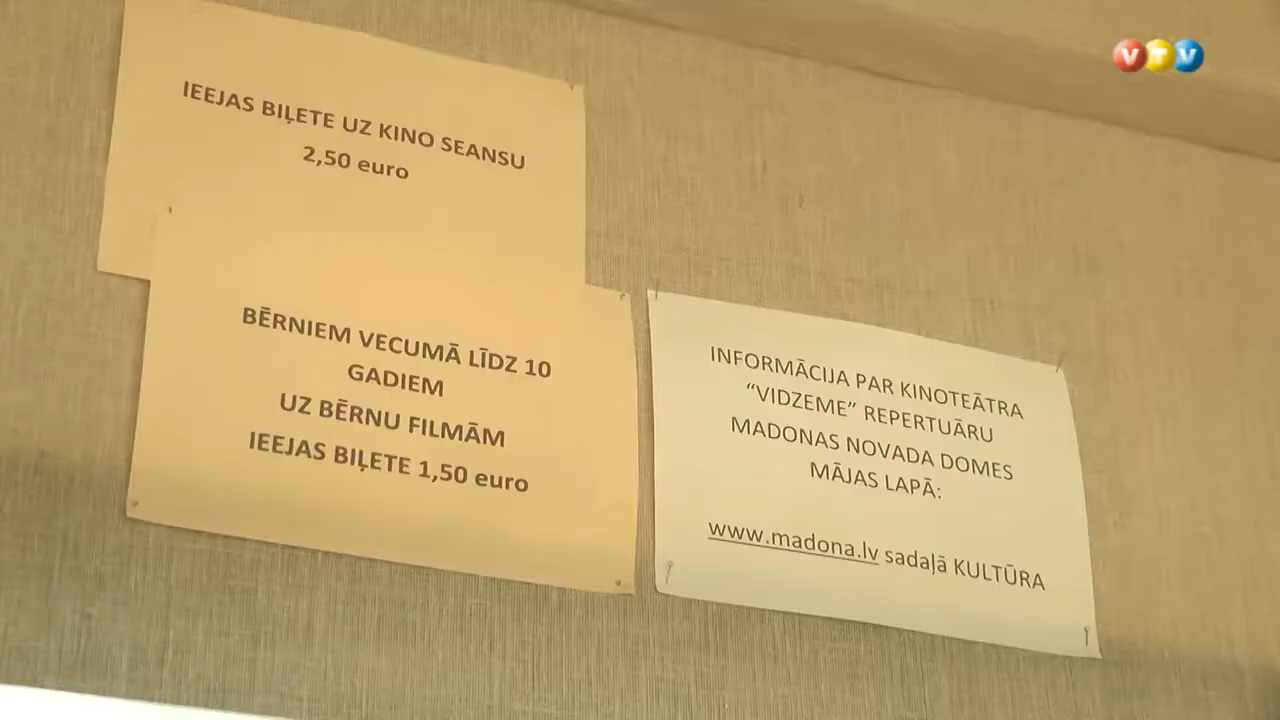 VTV
IEEJAS BIĻETE UZ KINO SEANSU
2,50 euro
BĒRNIEM VECUMĀ LĪDZ 10
GADIEM
UZ BĒRNU FILMĀM
IEEJAS BIĻETE 1,50 euro
INFORMĀCIJA PAR KINOTEĀTRA
“VIDZEME” REPERTUĀRU
MADONAS NOVADA DOMES
MĀJAS LAPĀ:
www.madona.lv sadaļā KULTŪRA